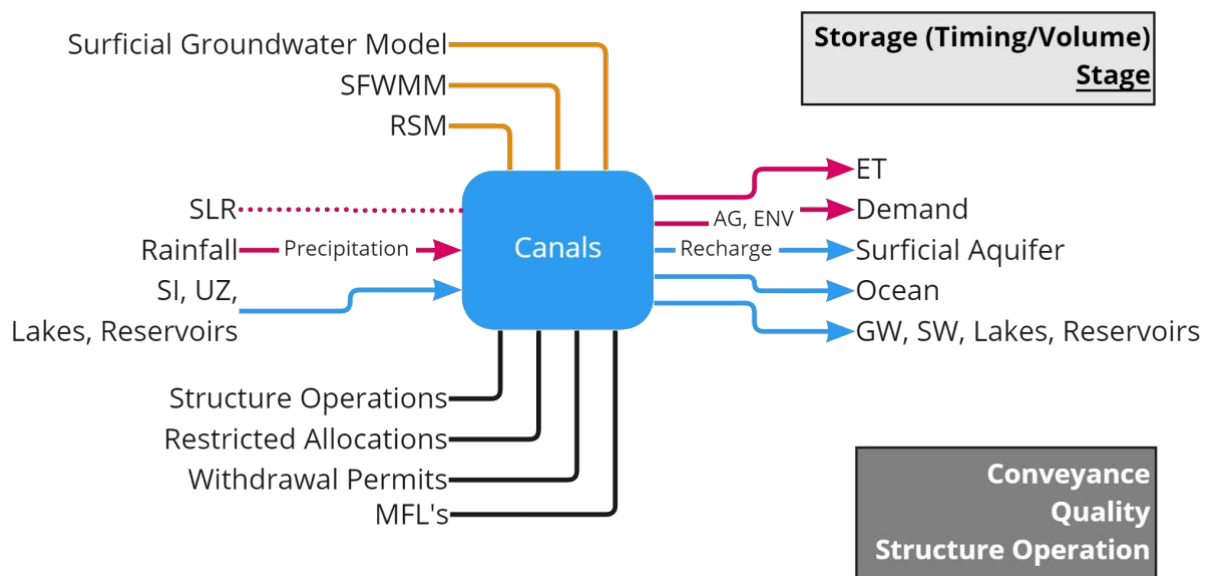 Surficial Groundwater Model
SFWMM
RSM
Storage (Timing/Volume)
Stage
SLR
Rainfall
Precipitation
SI, UZ,
Lakes, Reservoirs
Canals
ET
AG, ENV
Demand
Recharge
Surficial Aquifer
Ocean
GW, SW, Lakes, Reservoirs
Structure Operations
Restricted Allocations
Withdrawal Permits
MFL's
Conveyance
Quality
Structure Operation